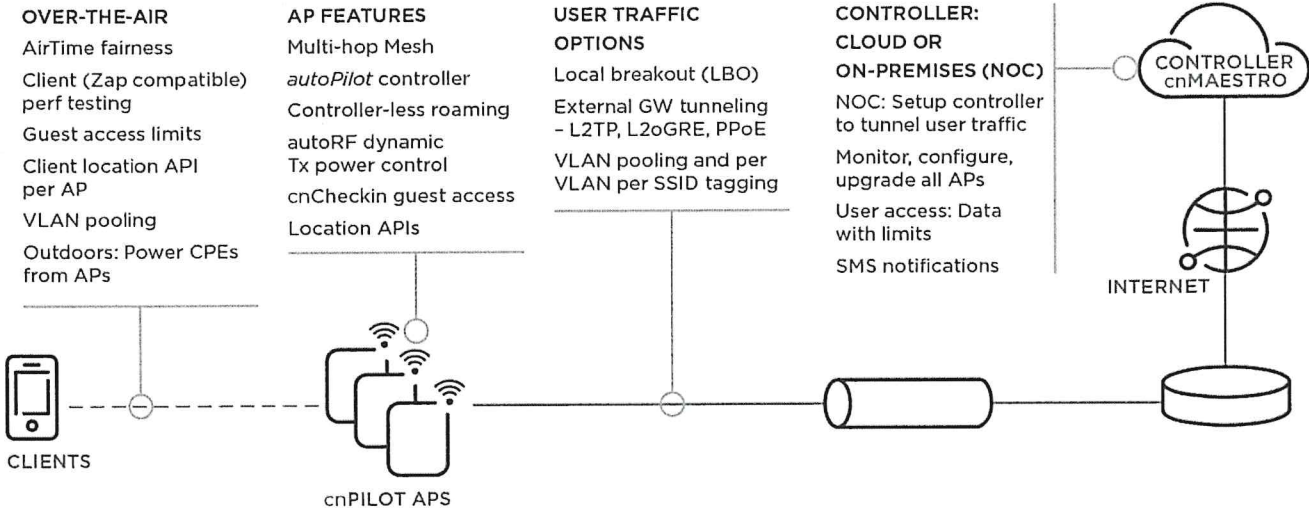 OVER-THE-AIR
AirTime fairness
Client (Zap compatible)
perf testing
Guest access limits
Client location API
per AP
VLAN pooling
Outdoors: Power CPEs
from APs
AP FEATURES
Multi-hop Mesh
autoPilot controller
Controller-less roaming
autoRF dynamic
Tx power control
cnCheckin guest access
Location APIs
USER TRAFFIC
OPTIONS
Local breakout (LBO)
External GW tunneling
– L2TP, L2oGRE, PPoE
VLAN pooling and per
VLAN per SSID tagging
CONTROLLER:
CLOUD OR
ON-PREMISES (NOC)
NOC: Setup controller
to tunnel user traffic
Monitor, configure,
upgrade all APs
User access: Data
with limits
SMS notifications
CONTROLLER
cnMAESTRO
INTERNET
CLIENTS
cnPILOT APS